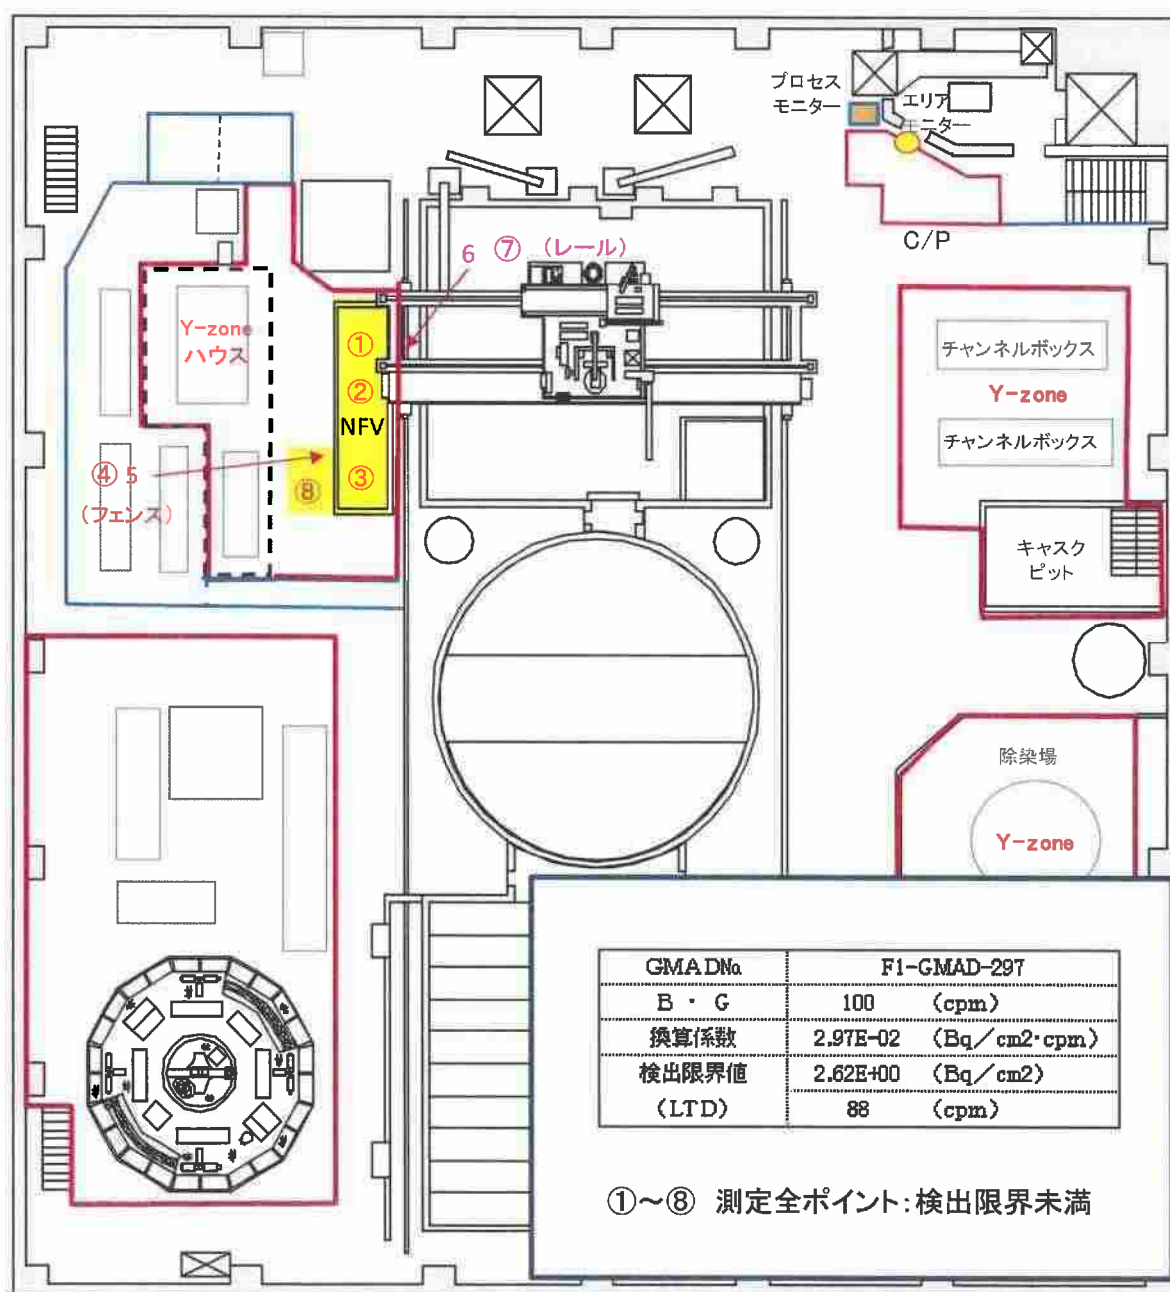 プロセス
モニター
エリア
モニター
C/P
6 ⑦ (レール)
Y-zone
ハウス
①
②
NFV
③
④ 5
(フェンス)
⑧
チャンネルボックス
Y-zone
チャンネルボックス
キャスク
ピット
除染場
Y-zone
GMADNo F1-GMAD-297
B・G 100 (cpm)
換算係数 2.97E-02 (Bq/cm2・cpm)
検出限界値 2.62E+00 (Bq/cm2)
(LTD) 88 (cpm)
①~⑧ 測定全ポイント:検出限界未満